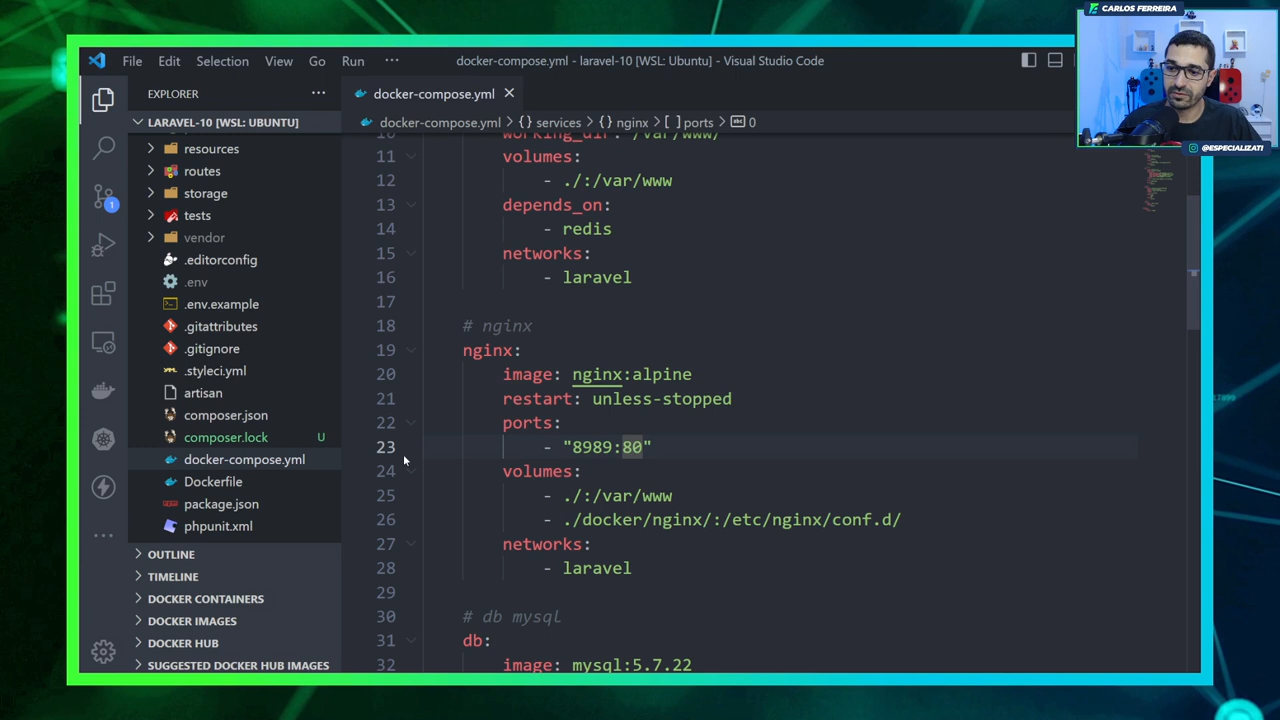 CARLOS FERREIRA
@ESPECIALIZATI
File Edit Selection View Go Run ···
docker-compose.yml - laravel-10 [WSL: Ubuntu] - Visual Studio Code
EXPLORER ···
docker-compose.yml ×
LARAVEL-10 [WSL: UBUNTU]
docker-compose.yml > {} services > {} nginx > [ ] ports > abc 0
resources
routes
storage
tests
vendor
.editorconfig
.env
.env.example
.gitattributes
.gitignore
.styleci.yml
artisan
composer.json
composer.lock U
docker-compose.yml
Dockerfile
package.json
phpunit.xml
OUTLINE
TIMELINE
DOCKER CONTAINERS
DOCKER IMAGES
DOCKER HUB
SUGGESTED DOCKER HUB IMAGES
1
10 working_dir: /var/www/
11 volumes:
12 - ./:/var/www
13 depends_on:
14 - redis
15 networks:
16 - laravel
17
18 # nginx
19 nginx:
20 image: nginx:alpine
21 restart: unless-stopped
22 ports:
23 - "8989:80"
24 volumes:
25 - ./:/var/www
26 - ./docker/nginx/:/etc/nginx/conf.d/
27 networks:
28 - laravel
29
30 # db mysql
31 db:
32 image: mysql:5.7.22